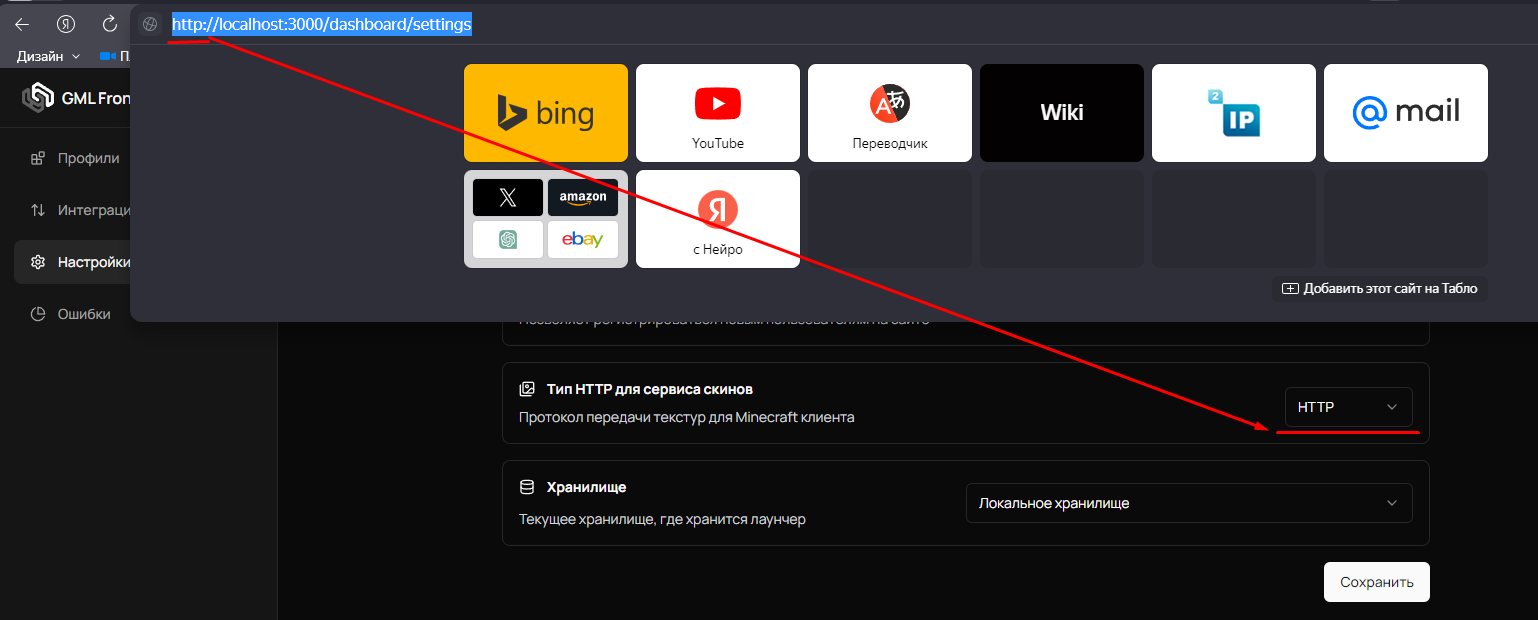 http://localhost:3000/dashboard/settings
Дизайн
GML Fron
bing
YouTube
Переводчик
Wiki
2 IP
@mail
Профили
Интеграци
Настройки
Ошибки
X
amazon
ebay
Я
с Нейро
Добавить этот сайт на Табло
Тип HTTP для сервиса скинов
Протокол передачи текстур для Minecraft клиента
HTTP
Хранилище
Текущее хранилище, где хранится лаунчер
Локальное хранилище
Сохранить